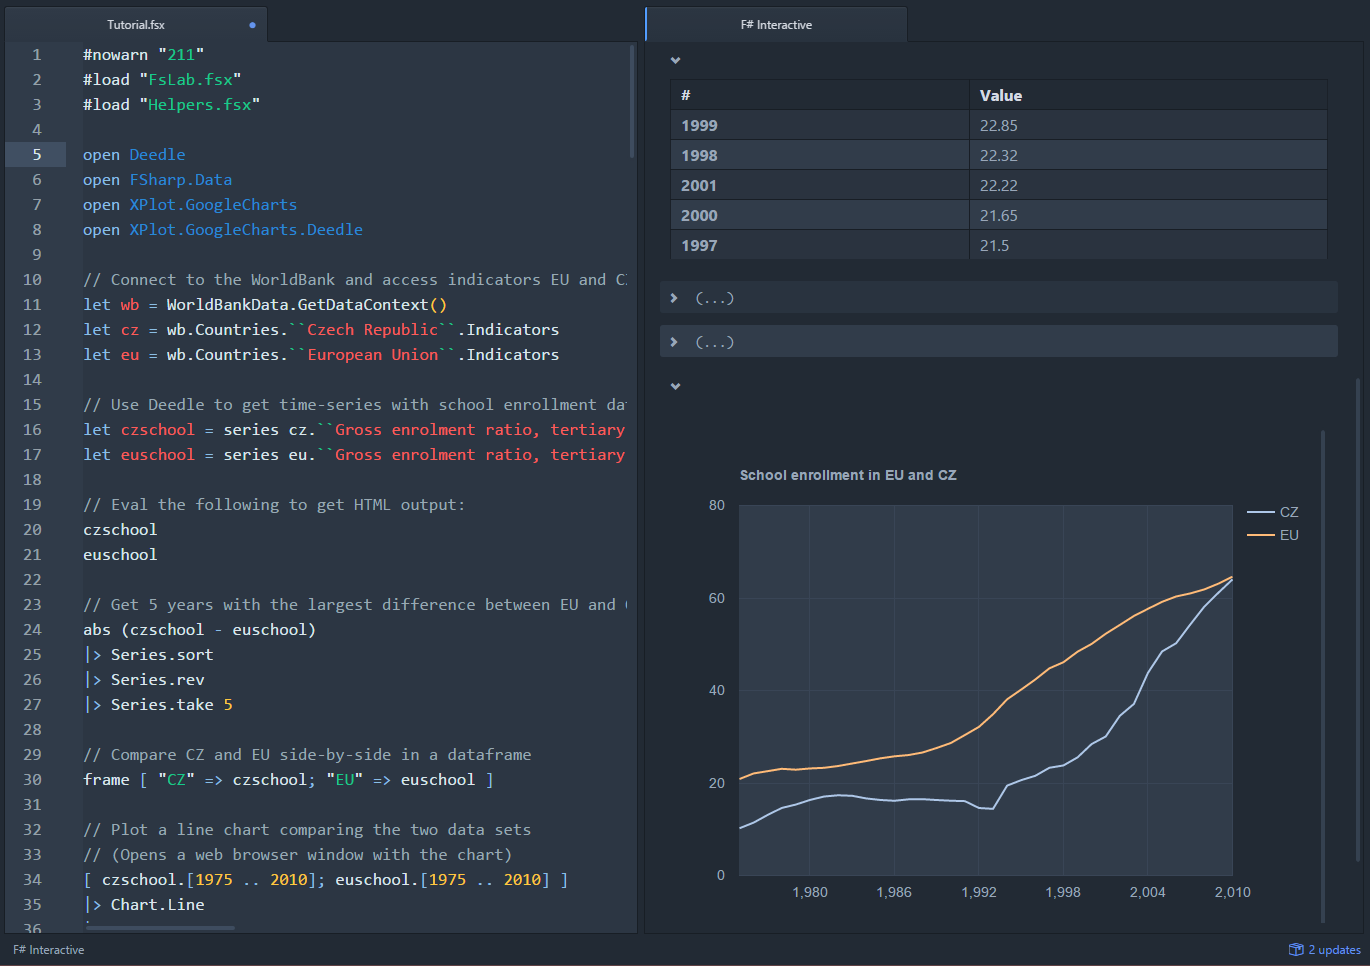 Tutorial.fsx
1 #nowarn "211"
2 #load "FsLab.fsx"
3 #load "Helpers.fsx"
4
5 open Deedle
6 open FSharp.Data
7 open XPlot.GoogleCharts
8 open XPlot.GoogleCharts.Deedle
9
10 // Connect to the WorldBank and access indicators EU and CZ
11 let wb = WorldBankData.GetDataContext()
12 let cz = wb.Countries.``Czech Republic``.Indicators
13 let eu = wb.Countries.``European Union``.Indicators
14
15 // Use Deedle to get time-series with school enrollment dat
16 let czschool = series cz.``Gross enrolment ratio, tertiary
17 let euschool = series eu.``Gross enrolment ratio, tertiary
18
19 // Eval the following to get HTML output:
20 czschool
21 euschool
22
23 // Get 5 years with the largest difference between EU and
24 abs (czschool - euschool)
25 |> Series.sort
26 |> Series.rev
27 |> Series.take 5
28
29 // Compare CZ and EU side-by-side in a dataframe
30 frame [ "CZ" => czschool; "EU" => euschool ]
31
32 // Plot a line chart comparing the two data sets
33 // (Opens a web browser window with the chart)
34 [ czschool.[1975 .. 2010]; euschool.[1975 .. 2010] ]
35 |> Chart.Line
36
F# Interactive
# Value
1999 22.85
1998 22.32
2001 22.22
2000 21.65
1997 21.5
(...)
(...)
School enrollment in EU and CZ
80
60
40
20
0
1,980 1,986 1,992 1,998 2,004 2,010
CZ
EU
F# Interactive
2 updates